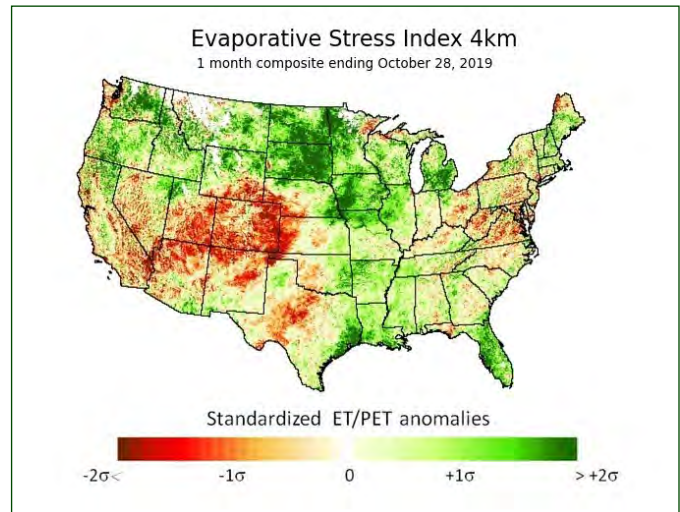 Evaporative Stress Index 4km
1 month composite ending October 28, 2019
Standardized ET/PET anomalies
-2σ< -1σ 0 +1σ >+2σ